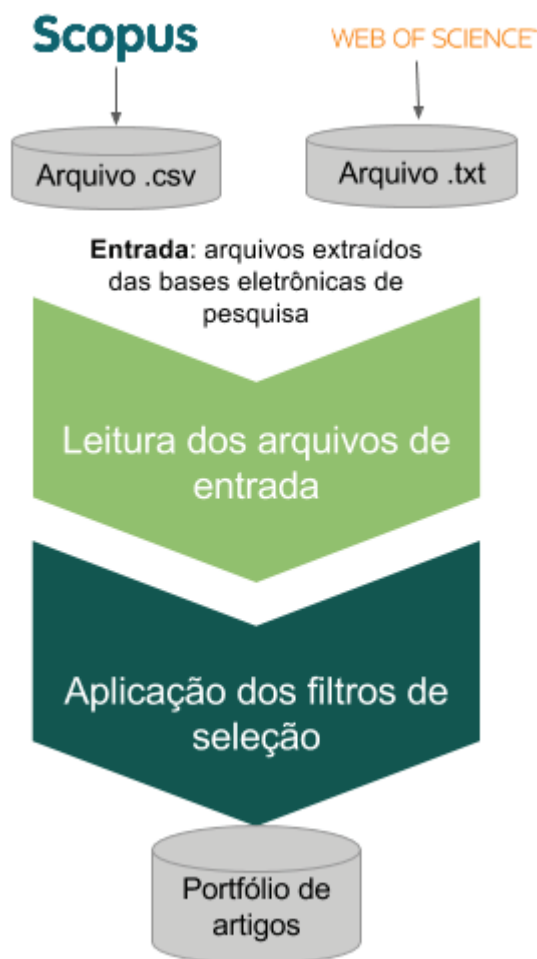 Scopus
WEB OF SCIENCE™
Arquivo .csv
Arquivo .txt
Entrada: arquivos extraídos
das bases eletrônicas de
pesquisa
Leitura dos arquivos de
entrada
Aplicação dos filtros de
seleção
Portfólio de
artigos